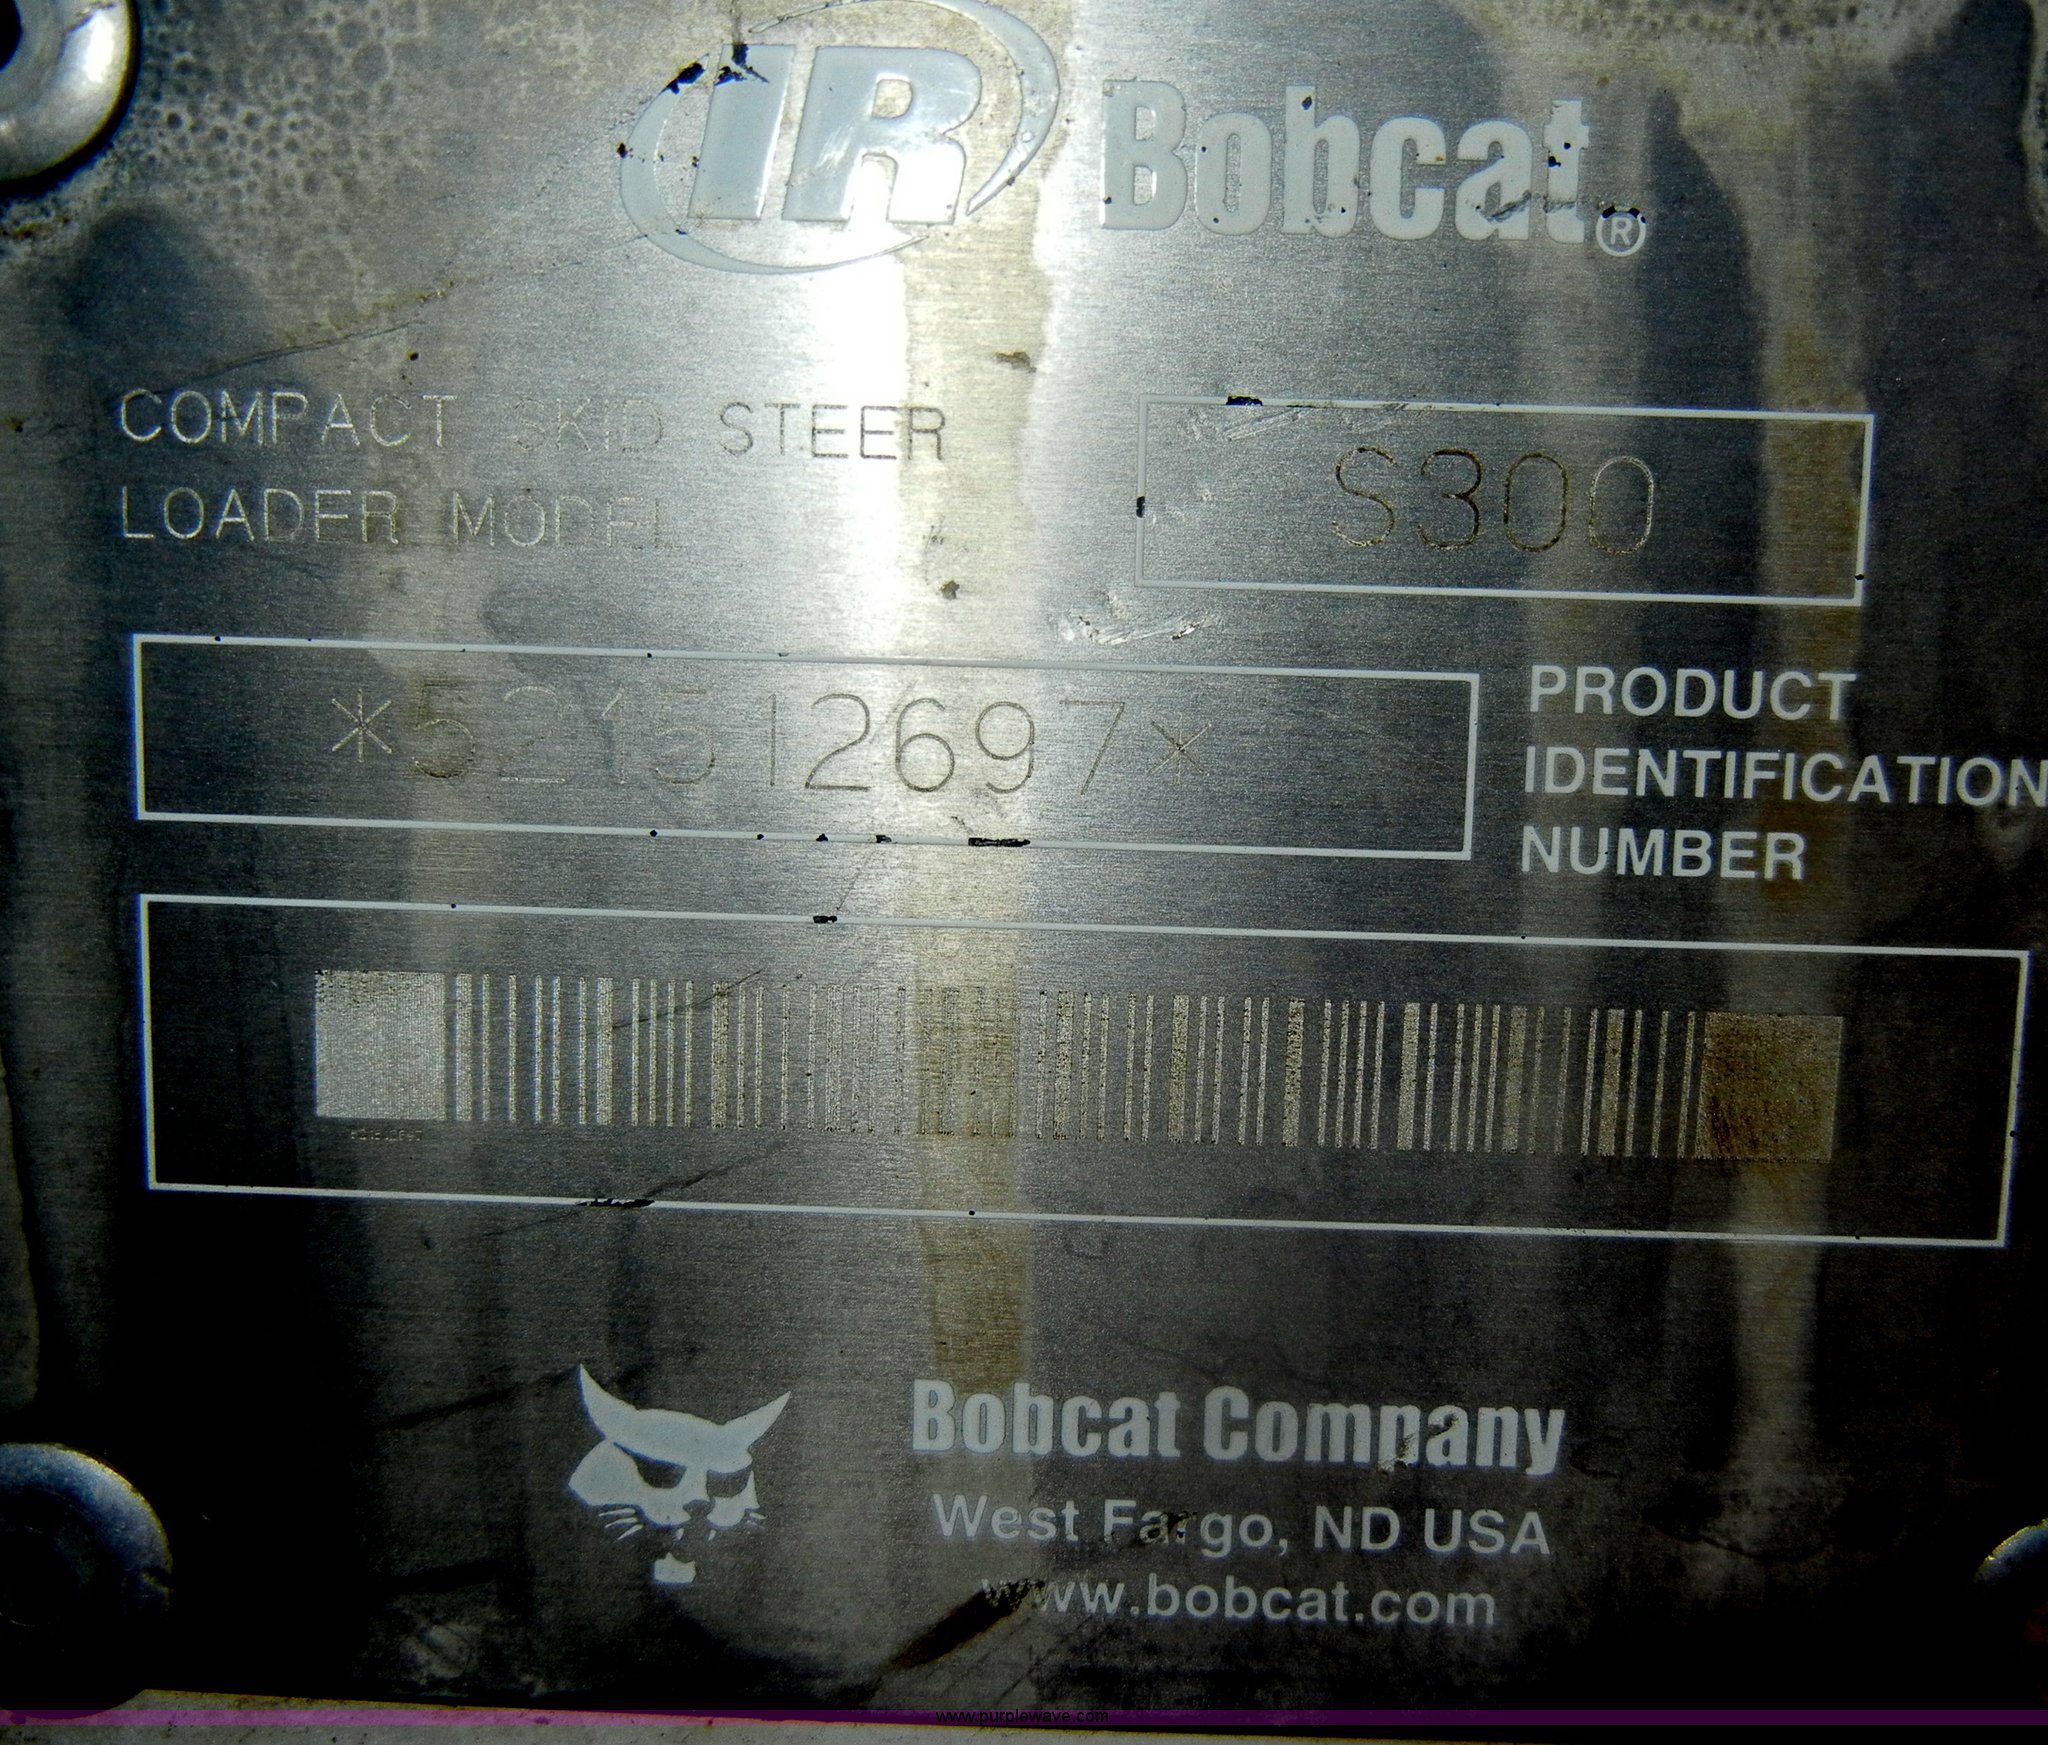 IR Bobcat®
COMPACT SKID STEER
LOADER MODEL
S300
*521512697*
PRODUCT
IDENTIFICATION
NUMBER
521512697
Bobcat Company
West Fargo, ND USA
www.bobcat.com
www.purplewave.com